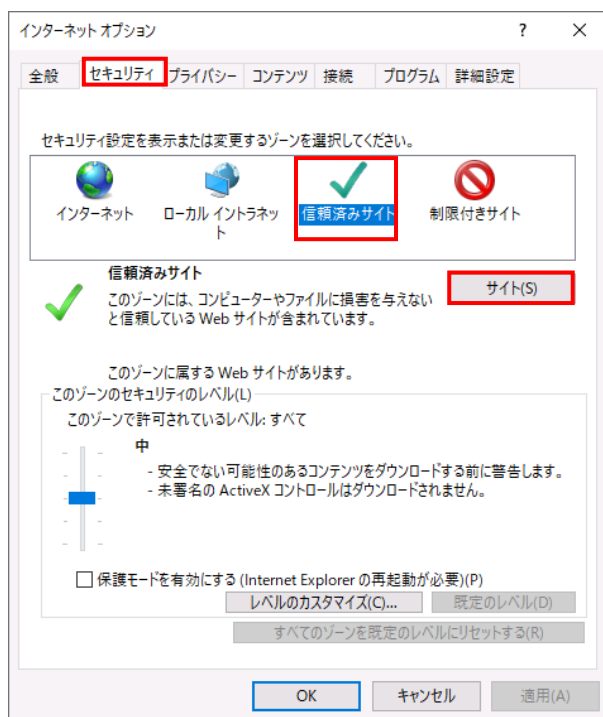 インターネット オプション ? ×
全般 セキュリティ プライバシー コンテンツ 接続 プログラム 詳細設定
セキュリティ設定を表示または変更するゾーンを選択してください。
インターネット ローカル イントラネッ 信頼済みサイト 制限付きサイト
ト
信頼済みサイト
サイト(S)
このゾーンには、コンピューターやファイルに損害を与えない
と信頼している Web サイトが含まれています。
このゾーンに属する Web サイトがあります。
このゾーンのセキュリティのレベル(L)
このゾーンで許可されているレベル: すべて
中
- 安全でない可能性のあるコンテンツをダウンロードする前に警告します。
- 未署名の ActiveX コントロールはダウンロードされません。
保護モードを有効にする (Internet Explorer の再起動が必要)(P)
レベルのカスタマイズ(C)... 既定のレベル(D)
すべてのゾーンを既定のレベルにリセットする(R)
OK キャンセル 適用(A)